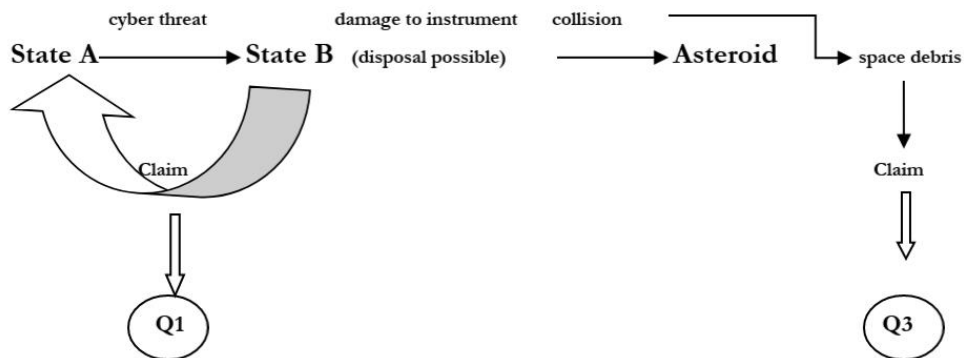 cyber threat damage to instrument collision
State A State B (disposal possible) Asteroid space debris
Claim Claim
Q1 Q3